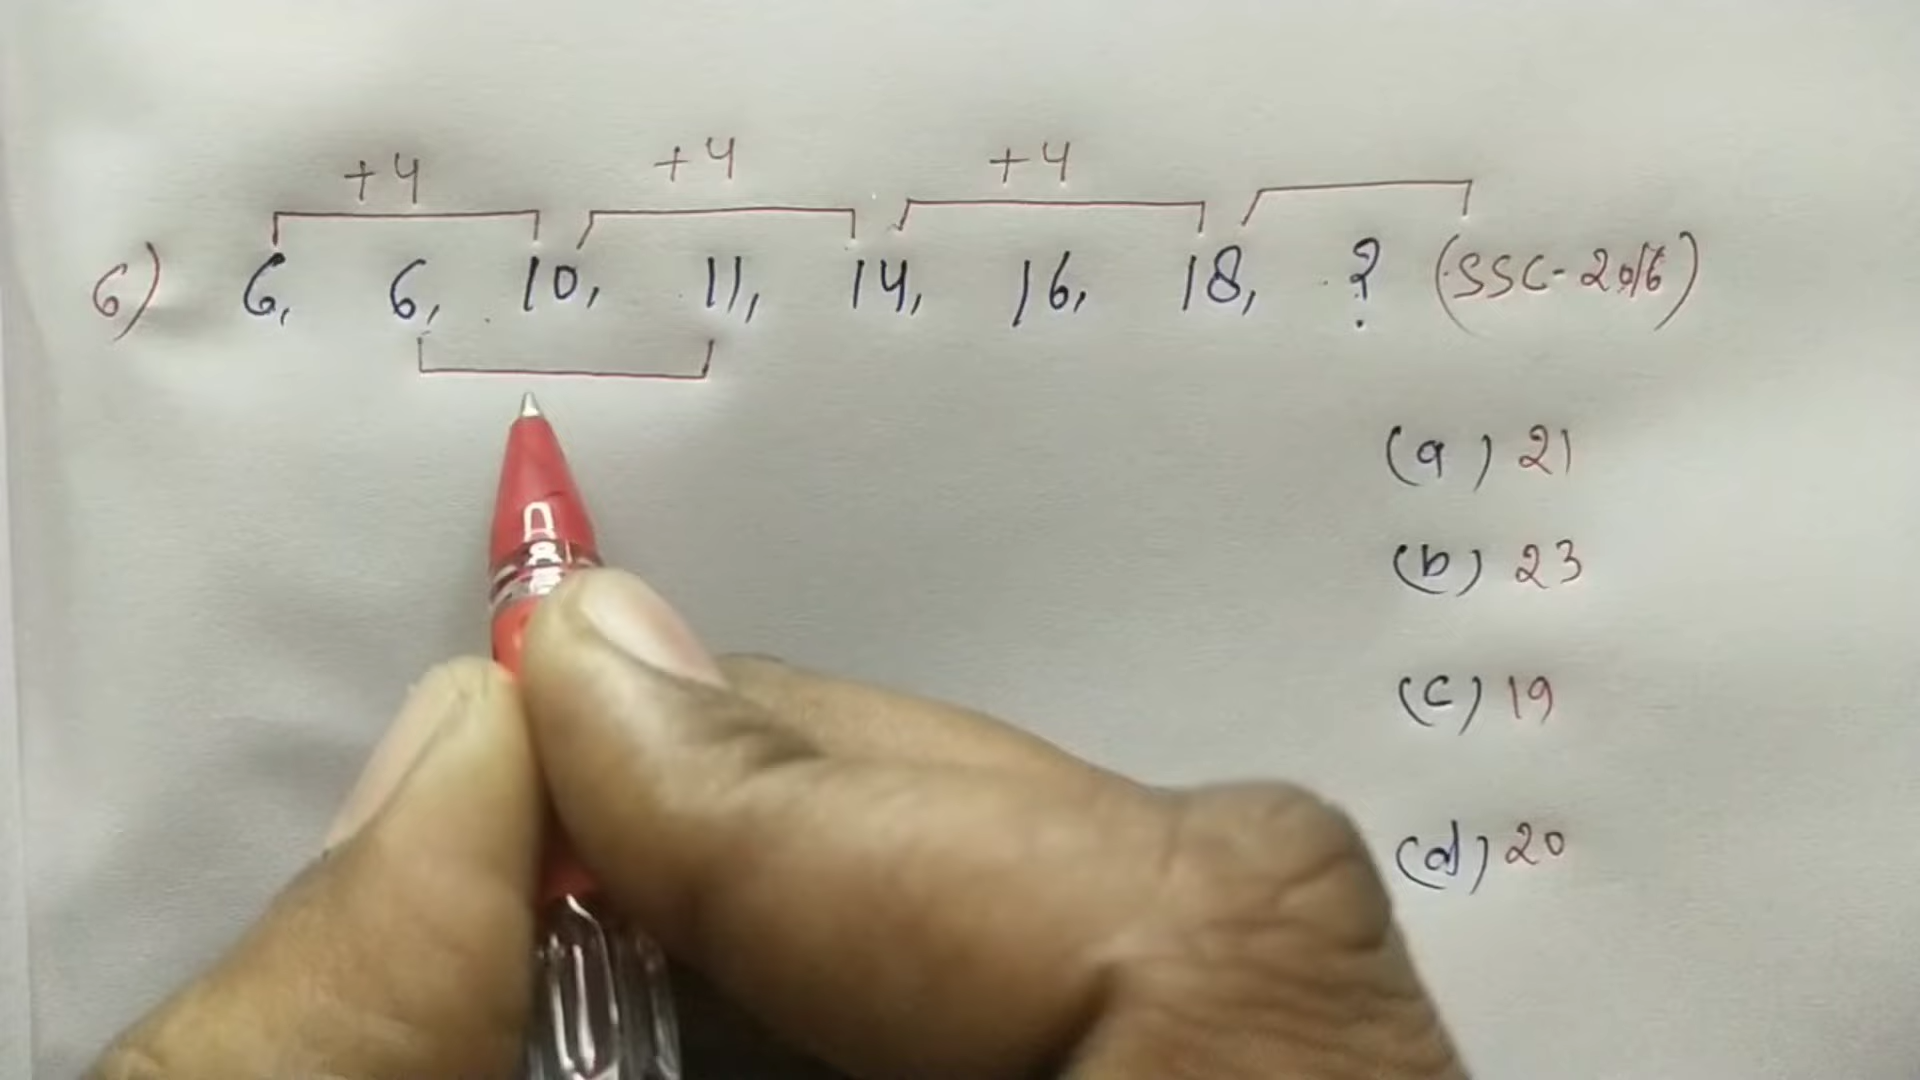 +4 +4 +4
6) 6, 6, 10, 11, 14, 16, 18, ? (SSC-2016)
(a) 21
(b) 23
(c) 19
(d) 20